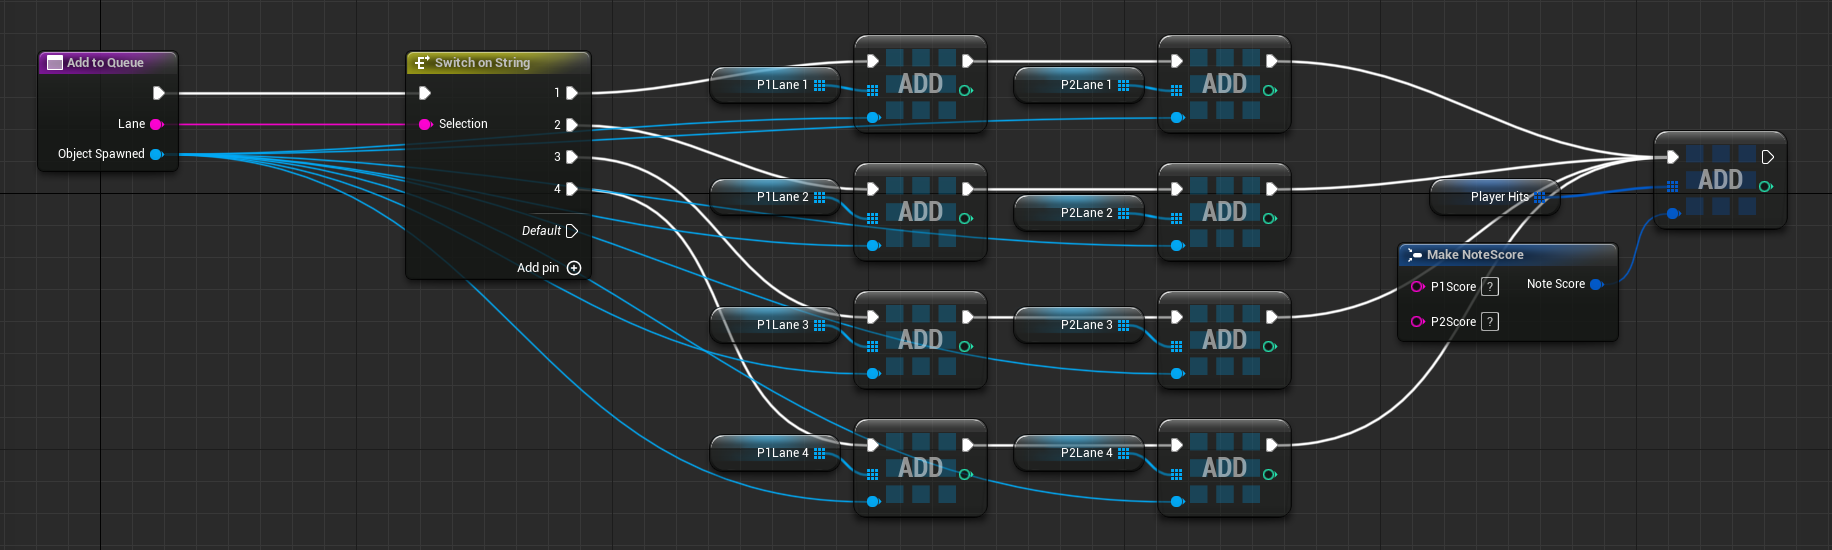 Add to Queue
Lane
Object Spawned
Switch on String
Selection
1
2
3
4
Default
Add pin
P1Lane 1
ADD
P2Lane 1
ADD
P1Lane 2
ADD
P2Lane 2
ADD
P1Lane 3
ADD
P2Lane 3
ADD
P1Lane 4
ADD
P2Lane 4
ADD
Player Hits
ADD
Make NoteScore
P1Score ?
Note Score
P2Score ?